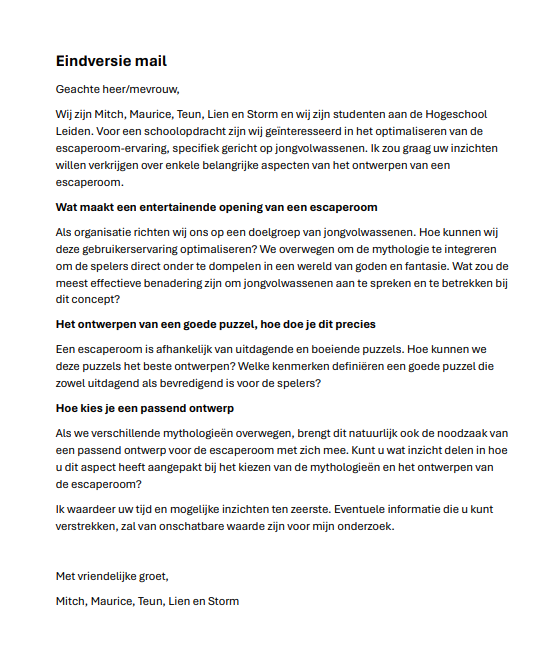 Eindversie mail
Geachte heer/mevrouw,
Wij zijn Mitch, Maurice, Teun, Lien en Storm en wij zijn studenten aan de Hogeschool
Leiden. Voor een schoolopdracht zijn wij geïnteresseerd in het optimaliseren van de
escaperoom-ervaring, specifiek gericht op jongvolwassenen. Ik zou graag uw inzichten
willen verkrijgen over enkele belangrijke aspecten van het ontwerpen van een
escaperoom.
Wat maakt een entertainende opening van een escaperoom
Als organisatie richten wij ons op een doelgroep van jongvolwassenen. Hoe kunnen wij
deze gebruikerservaring optimaliseren? We overwegen om de mythologie te integreren
om de spelers direct onder te dompelen in een wereld van goden en fantasie. Wat zou de
meest effectieve benadering zijn om jongvolwassenen aan te spreken en te betrekken bij
dit concept?
Het ontwerpen van een goede puzzel, hoe doe je dit precies
Een escaperoom is afhankelijk van uitdagende en boeiende puzzels. Hoe kunnen we
deze puzzels het beste ontwerpen? Welke kenmerken definiëren een goede puzzel die
zowel uitdagend als bevredigend is voor de spelers?
Hoe kies je een passend ontwerp
Als we verschillende mythologieën overwegen, brengt dit natuurlijk ook de noodzaak van
een passend ontwerp voor de escaperoom met zich mee. Kunt u wat inzicht delen in hoe
u dit aspect heeft aangepakt bij het kiezen van de mythologieën en het ontwerpen van
de escaperoom?
Ik waardeer uw tijd en mogelijke inzichten ten zeerste. Eventuele informatie die u kunt
verstrekken, zal van onschatbare waarde zijn voor mijn onderzoek.
Met vriendelijke groet,
Mitch, Maurice, Teun, Lien en Storm